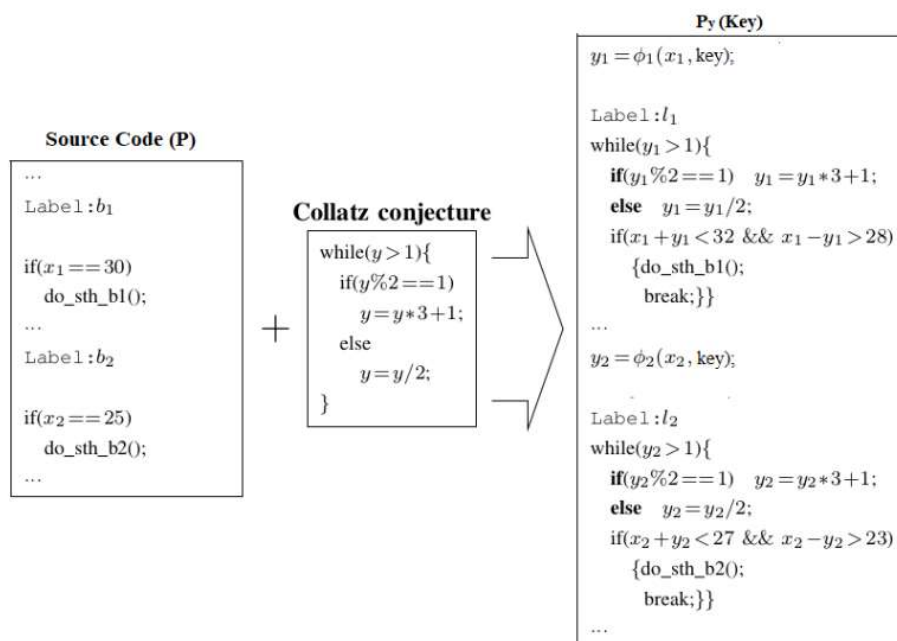 Source Code (P)
...
Label:b₁
if(x₁==30)
do_sth_b1();
...
Label:b₂
if(x₂==25)
do_sth_b2();
...
+
Collatz conjecture
while(y>1){
if(y%2==1)
y=y*3+1;
else
y=y/2;
}
Py (Key)
y₁=ϕ₁(x₁,key);
Label:l₁
while(y₁>1){
if(y₁%2==1) y₁=y₁*3+1;
else y₁=y₁/2;
if(x₁+y₁<32 && x₁-y₁>28)
{do_sth_b1();
break;}}
...
y₂=ϕ₂(x₂,key);
Label:l₂
while(y₂>1){
if(y₂%2==1) y₂=y₂*3+1;
else y₂=y₂/2;
if(x₂+y₂<27 && x₂-y₂>23)
{do_sth_b2();
break;}}
...